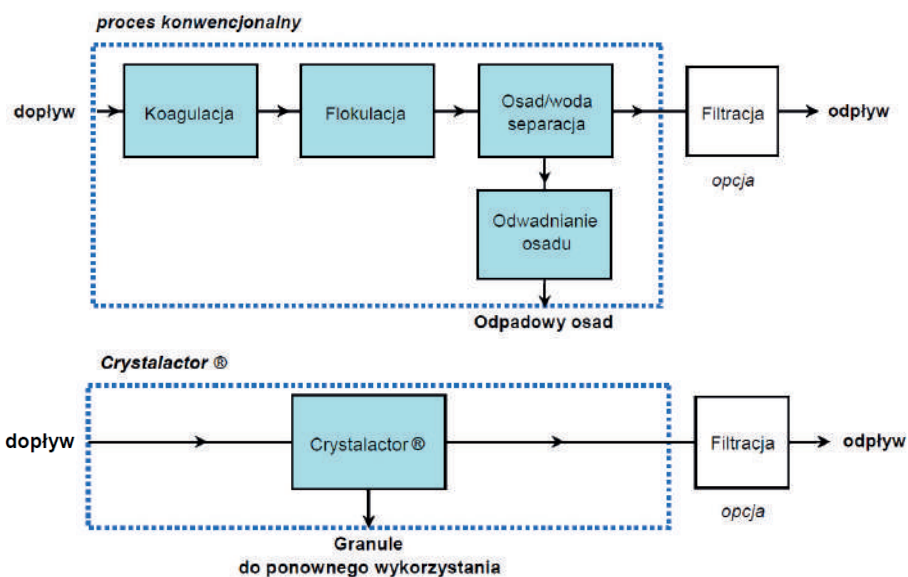 proces konwencjonalny
dopływ
Koagulacja
Flokulacja
Osad/woda
separacja
Filtracja
odpływ
opcja
Odwadnianie
osadu
Odpadowy osad
Crystalactor ®
dopływ
Crystalactor ®
Filtracja
odpływ
opcja
Granule
do ponownego wykorzystania